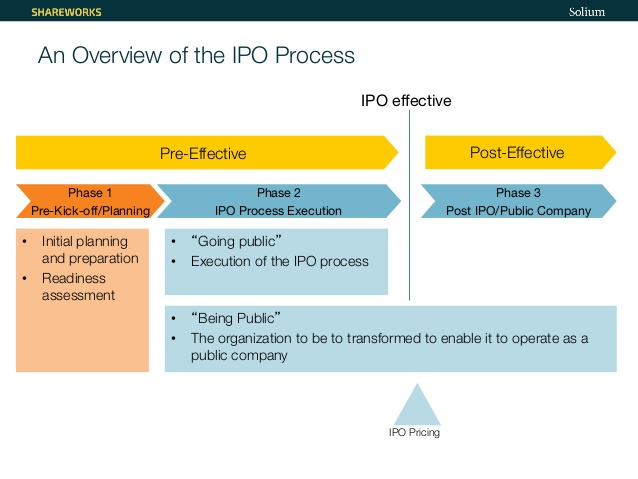 SHAREWORKS
Solium
An Overview of the IPO Process
IPO effective
Pre-Effective
Post-Effective
Phase 1
Pre-Kick-off/Planning
Phase 2
IPO Process Execution
Phase 3
Post IPO/Public Company
• Initial planning
and preparation
• Readiness
assessment
• “Going public”
• Execution of the IPO process
• “Being Public”
• The organization to be to transformed to enable it to operate as a
public company
IPO Pricing